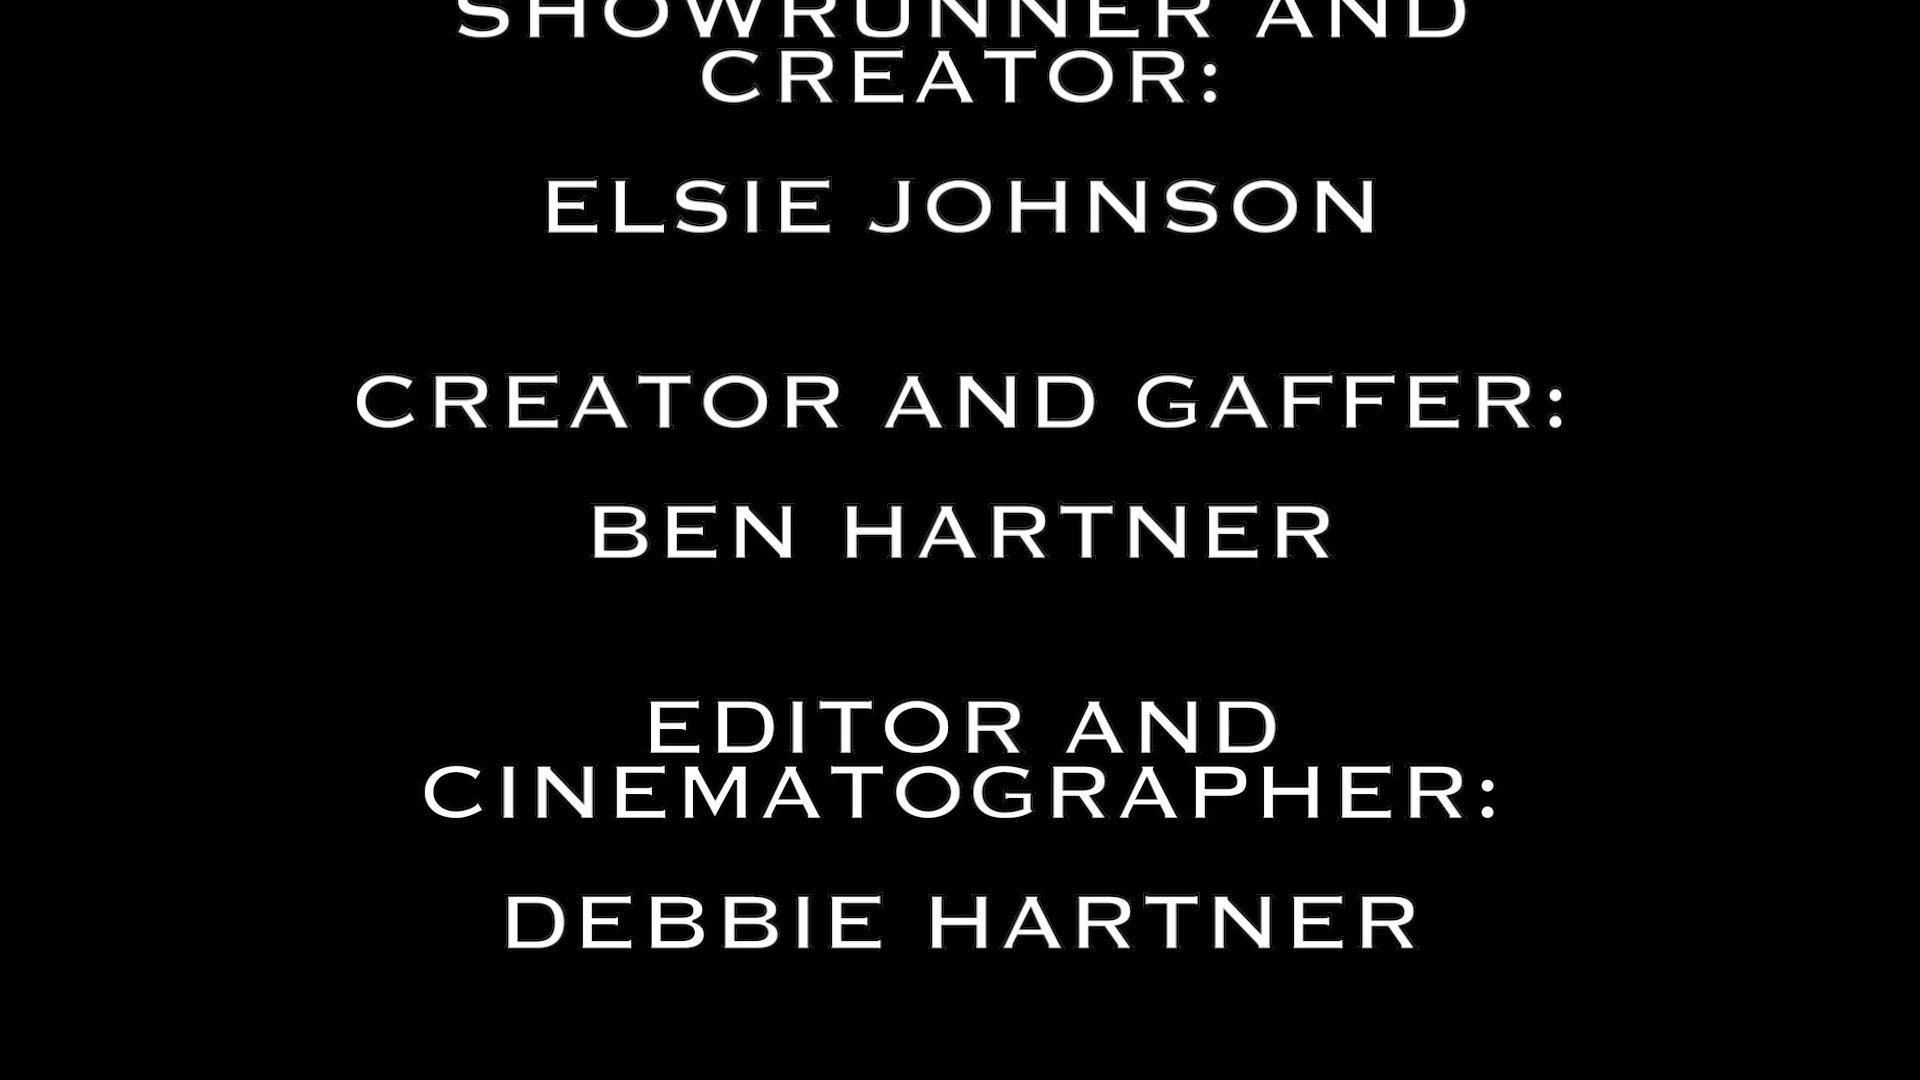 SHOWRUNNER AND
CREATOR:
ELSIE JOHNSON
CREATOR AND GAFFER:
BEN HARTNER
EDITOR AND
CINEMATOGRAPHER:
DEBBIE HARTNER